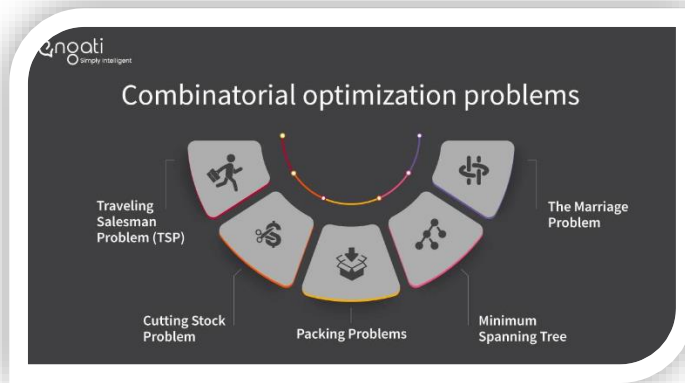 engati
Simply intelligent
Combinatorial optimization problems
Traveling
Salesman
Problem (TSP)
Cutting Stock
Problem
Packing Problems
Minimum
Spanning Tree
The Marriage
Problem